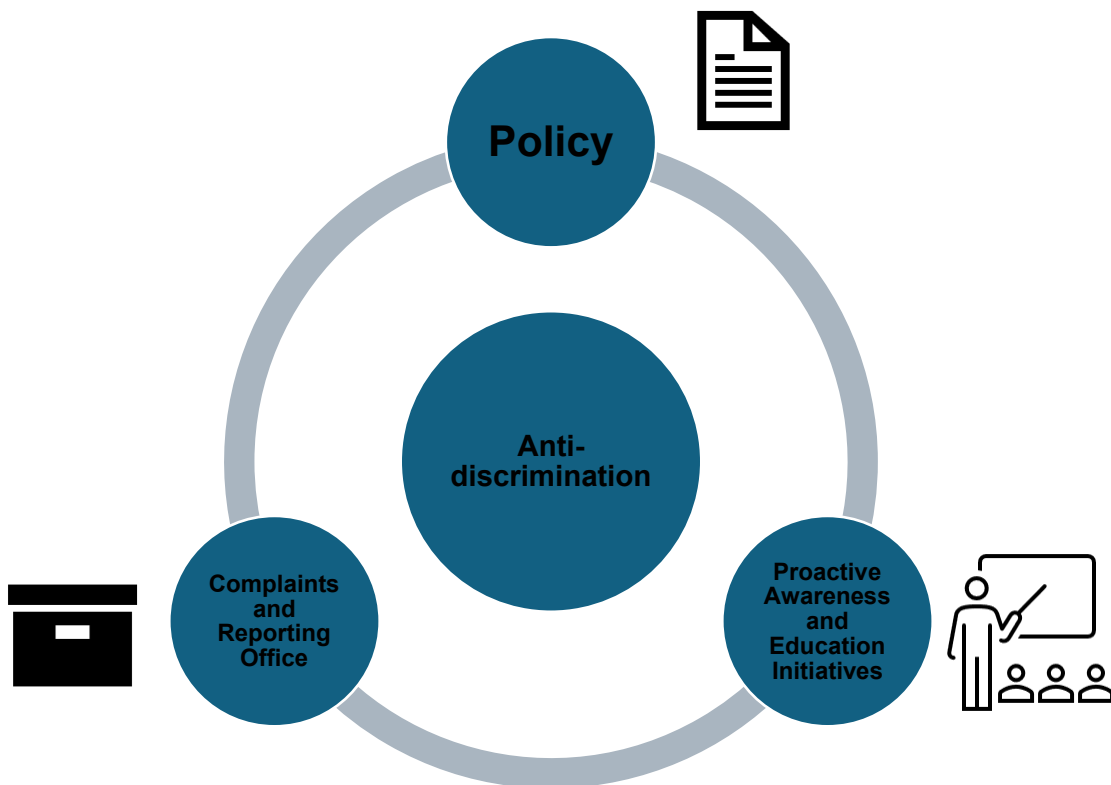 Policy
Anti-
discrimination
Complaints
and
Reporting
Office
Proactive
Awareness
and
Education
Initiatives